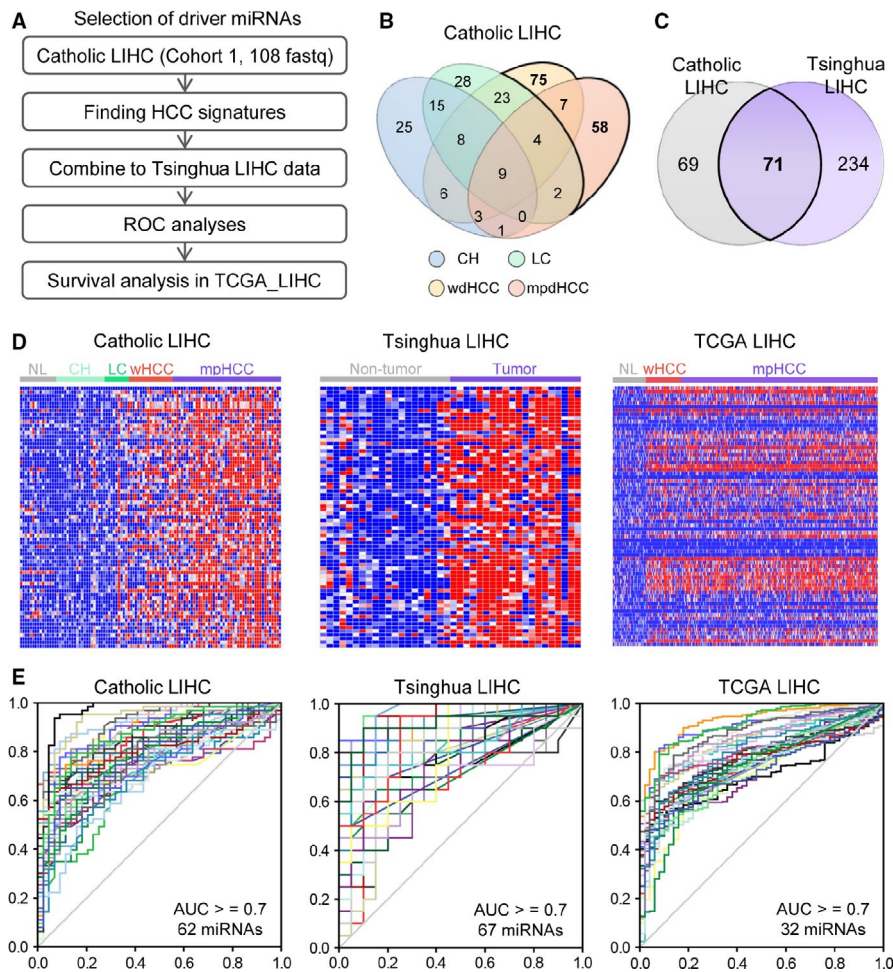 A
Selection of driver miRNAs
Catholic LIHC (Cohort 1, 108 fastq)
Finding HCC signatures
Combine to Tsinghua LIHC data
ROC analyses
Survival analysis in TCGA_LIHC
B
Catholic LIHC
28
75
15
23
7
25
58
8
4
9
6
2
3
0
1
CH
LC
wdHCC
mpdHCC
C
Catholic
LIHC
Tsinghua
LIHC
69
71
234
D
Catholic LIHC
NL CH LC wHCC mpHCC
Tsinghua LIHC
Non-tumor Tumor
TCGA LIHC
NL wHCC mpHCC
E
Catholic LIHC
1.0
0.8
0.6
0.4
0.2
0.0
AUC > = 0.7
62 miRNAs
0.0 0.2 0.4 0.6 0.8 1.0
Tsinghua LIHC
1.0
0.8
0.6
0.4
0.2
0.0
AUC > = 0.7
67 miRNAs
0.0 0.2 0.4 0.6 0.8 1.0
TCGA LIHC
1.0
0.8
0.6
0.4
0.2
0.0
AUC > = 0.7
32 miRNAs
0.0 0.2 0.4 0.6 0.8 1.0